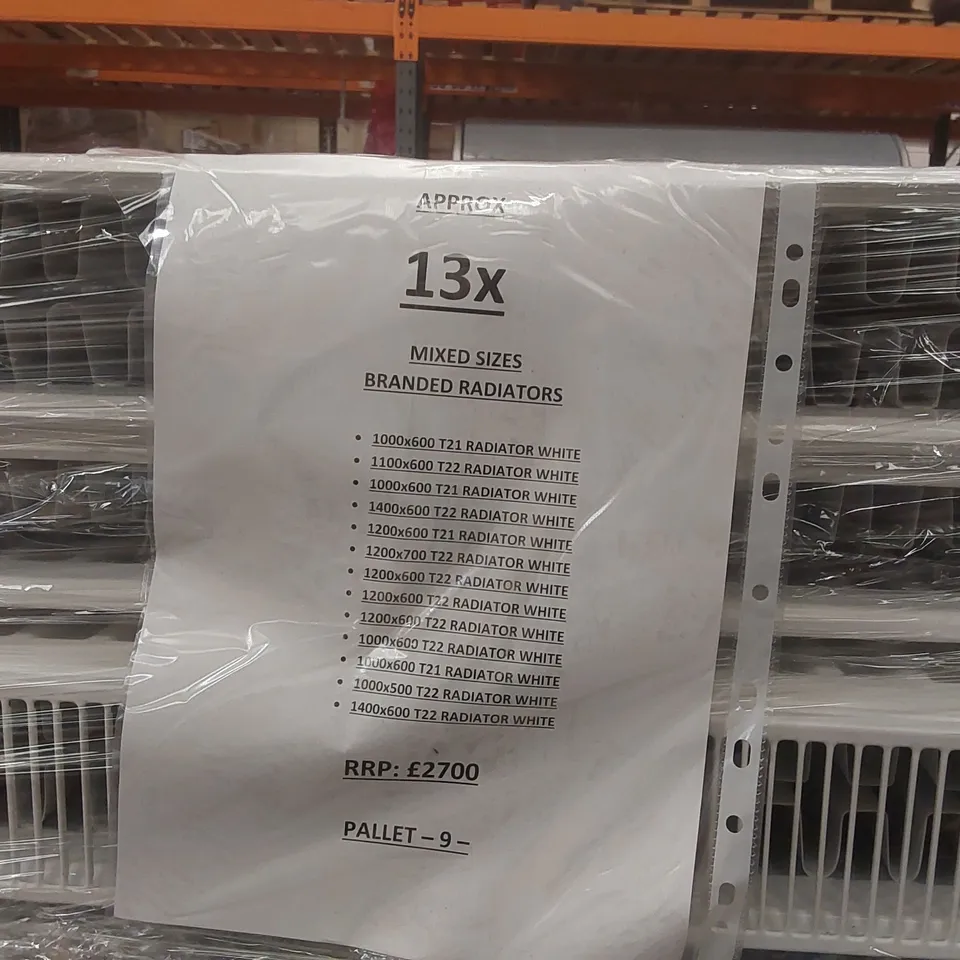 APPROX
13x
MIXED SIZES
BRANDED RADIATORS
• 1000x600 T21 RADIATOR WHITE
• 1100x600 T22 RADIATOR WHITE
• 1000x600 T21 RADIATOR WHITE
• 1400x600 T22 RADIATOR WHITE
• 1200x600 T21 RADIATOR WHITE
• 1200x700 T22 RADIATOR WHITE
• 1200x600 T22 RADIATOR WHITE
• 1200x600 T22 RADIATOR WHITE
• 1200x600 T22 RADIATOR WHITE
• 1000x600 T22 RADIATOR WHITE
• 1000x600 T21 RADIATOR WHITE
• 1000x500 T22 RADIATOR WHITE
• 1400x600 T22 RADIATOR WHITE
RRP: £2700
PALLET – 9 –